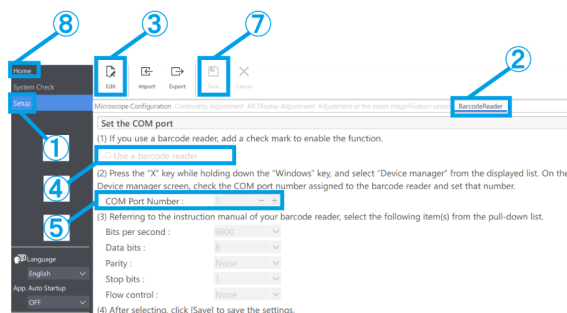 ⑧
③
⑦
②
Home
System Check
Setup
①
④
⑤
Language
English
App. Auto Startup
OFF
Edit
Import
Export
Save
Cancel
Microscope Configuration Confocality Adjustment AR Display Adjustment Adjustment of the zoom magnification sensor BarcodeReader
Set the COM port
(1) If you use a barcode reader, add a check mark to enable the function.
Use a barcode reader
(2) Press the "X" key while holding down the "Windows" key, and select "Device manager" from the displayed list. On the
Device manager screen, check the COM port number assigned to the barcode reader and set that number.
COM Port Number : 1 − +
(3) Referring to the instruction manual of your barcode reader, select the following item(s) from the pull-down list.
Bits per second : 9600
Data bits : 8
Parity : None
Stop bits : 1
Flow control : None
(4) After selecting, click [Save] to save the settings.